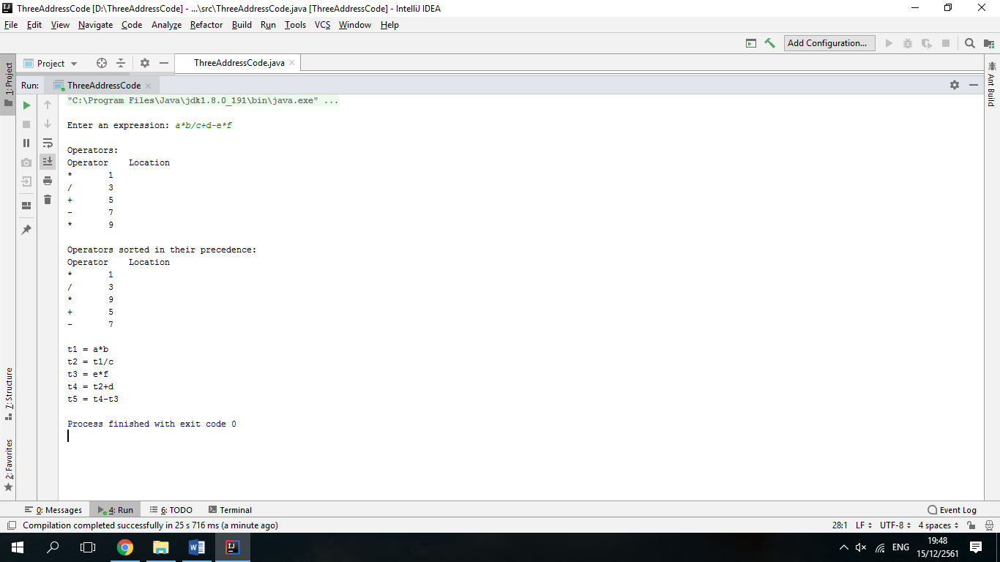 ThreeAddressCode [D:\ThreeAddressCode] - ...\src\ThreeAddressCode.java [ThreeAddressCode] - IntelliJ IDEA
File Edit View Navigate Code Analyze Refactor Build Run Tools VCS Window Help
Add Configuration...
1: Project
Project
ThreeAddressCode.java
Ant Build
Run: ThreeAddressCode
"C:\Program Files\Java\jdk1.8.0_191\bin\java.exe" ...
Enter an expression: a*b/c+d-e*f
Operators:
Operator Location
* 1
/ 3
+ 5
- 7
* 9
Operators sorted in their precedence:
Operator Location
* 1
/ 3
* 9
+ 5
- 7
t1 = a*b
t2 = t1/c
t3 = e*f
t4 = t2+d
t5 = t4-t3
Process finished with exit code 0
7: Structure
2: Favorites
0: Messages 4: Run 6: TODO Terminal Event Log
Compilation completed successfully in 25 s 716 ms (a minute ago) 28:1 LF UTF-8 4 spaces
ENG 19:48
15/12/2561